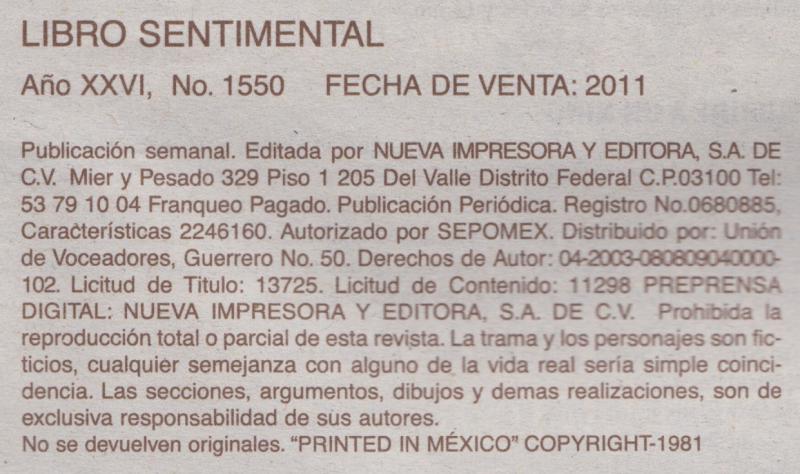 LIBRO SENTIMENTAL
Año XXVI, No. 1550 FECHA DE VENTA: 2011
Publicación semanal. Editada por NUEVA IMPRESORA Y EDITORA, S.A. DE
C.V. Mier y Pesado 329 Piso 1 205 Del Valle Distrito Federal C.P.03100 Tel:
53 79 10 04 Franqueo Pagado. Publicación Periódica. Registro No.0680885,
Características 2246160. Autorizado por SEPOMEX. Distribuido por: Unión
de Voceadores, Guerrero No. 50. Derechos de Autor: 04-2003-080809040000-
102. Licitud de Titulo: 13725. Licitud de Contenido: 11298 PREPRENSA
DIGITAL: NUEVA IMPRESORA Y EDITORA, S.A. DE C.V. Prohibida la
reproducción total o parcial de esta revista. La trama y los personajes son fic-
ticios, cualquier semejanza con alguno de la vida real sería simple coinci-
dencia. Las secciones, argumentos, dibujos y demas realizaciones, son de
exclusiva responsabilidad de sus autores.
No se devuelven originales. “PRINTED IN MÉXICO” COPYRIGHT-1981